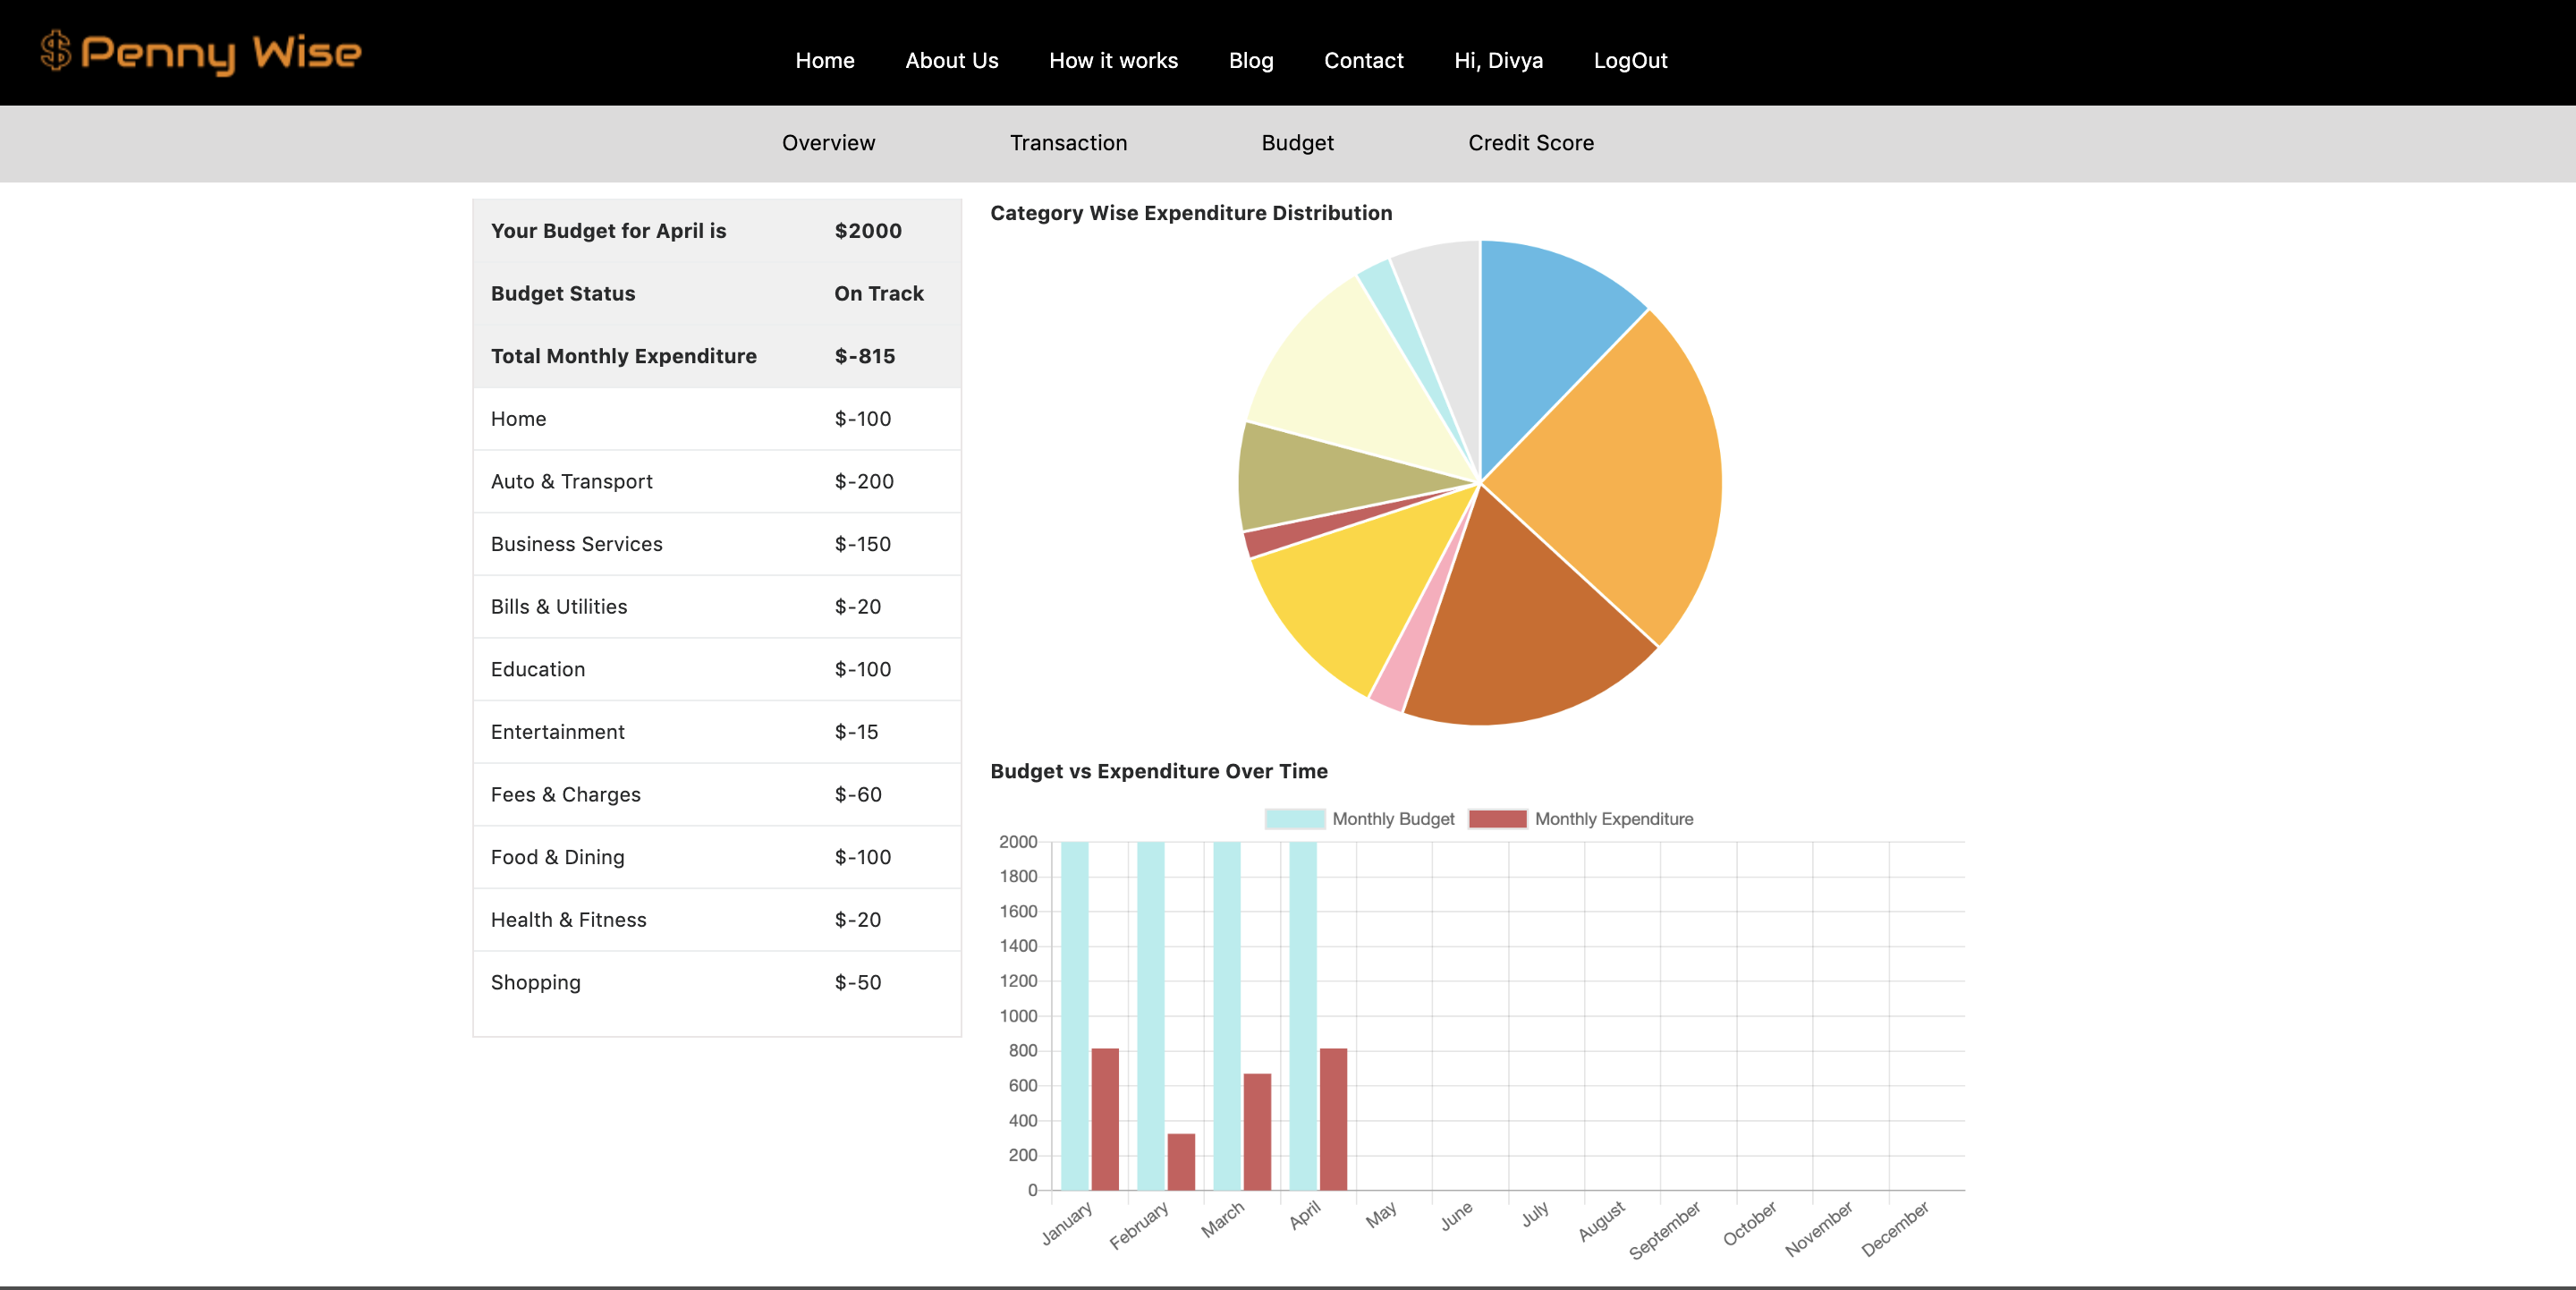 $ Penny Wise
Home About Us How it works Blog Contact Hi, Divya LogOut
Overview Transaction Budget Credit Score
Your Budget for April is $2000
Budget Status On Track
Total Monthly Expenditure $-815
Home $-100
Auto & Transport $-200
Business Services $-150
Bills & Utilities $-20
Education $-100
Entertainment $-15
Fees & Charges $-60
Food & Dining $-100
Health & Fitness $-20
Shopping $-50
Category Wise Expenditure Distribution
Budget vs Expenditure Over Time
Monthly Budget Monthly Expenditure
2000
1800
1600
1400
1200
1000
800
600
400
200
0
January February March April May June July August September October November December